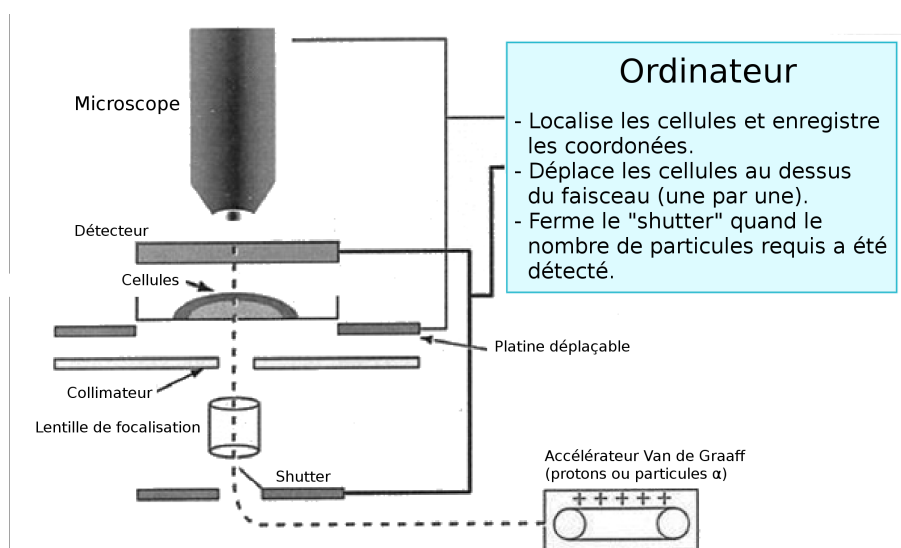 Microscope
Ordinateur
- Localise les cellules et enregistre
les coordonées.
- Déplace les cellules au dessus
du faisceau (une par une).
- Ferme le "shutter" quand le
nombre de particules requis a été
détecté.
Détecteur
Cellules
Platine déplaçable
Collimateur
Lentille de focalisation
Shutter
Accélérateur Van de Graaff
(protons ou particules α)
+ + + + +